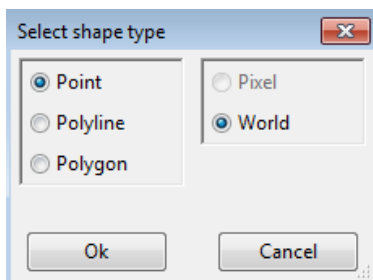 Select shape type
Point
Pixel
Polyline
World
Polygon
Ok
Cancel